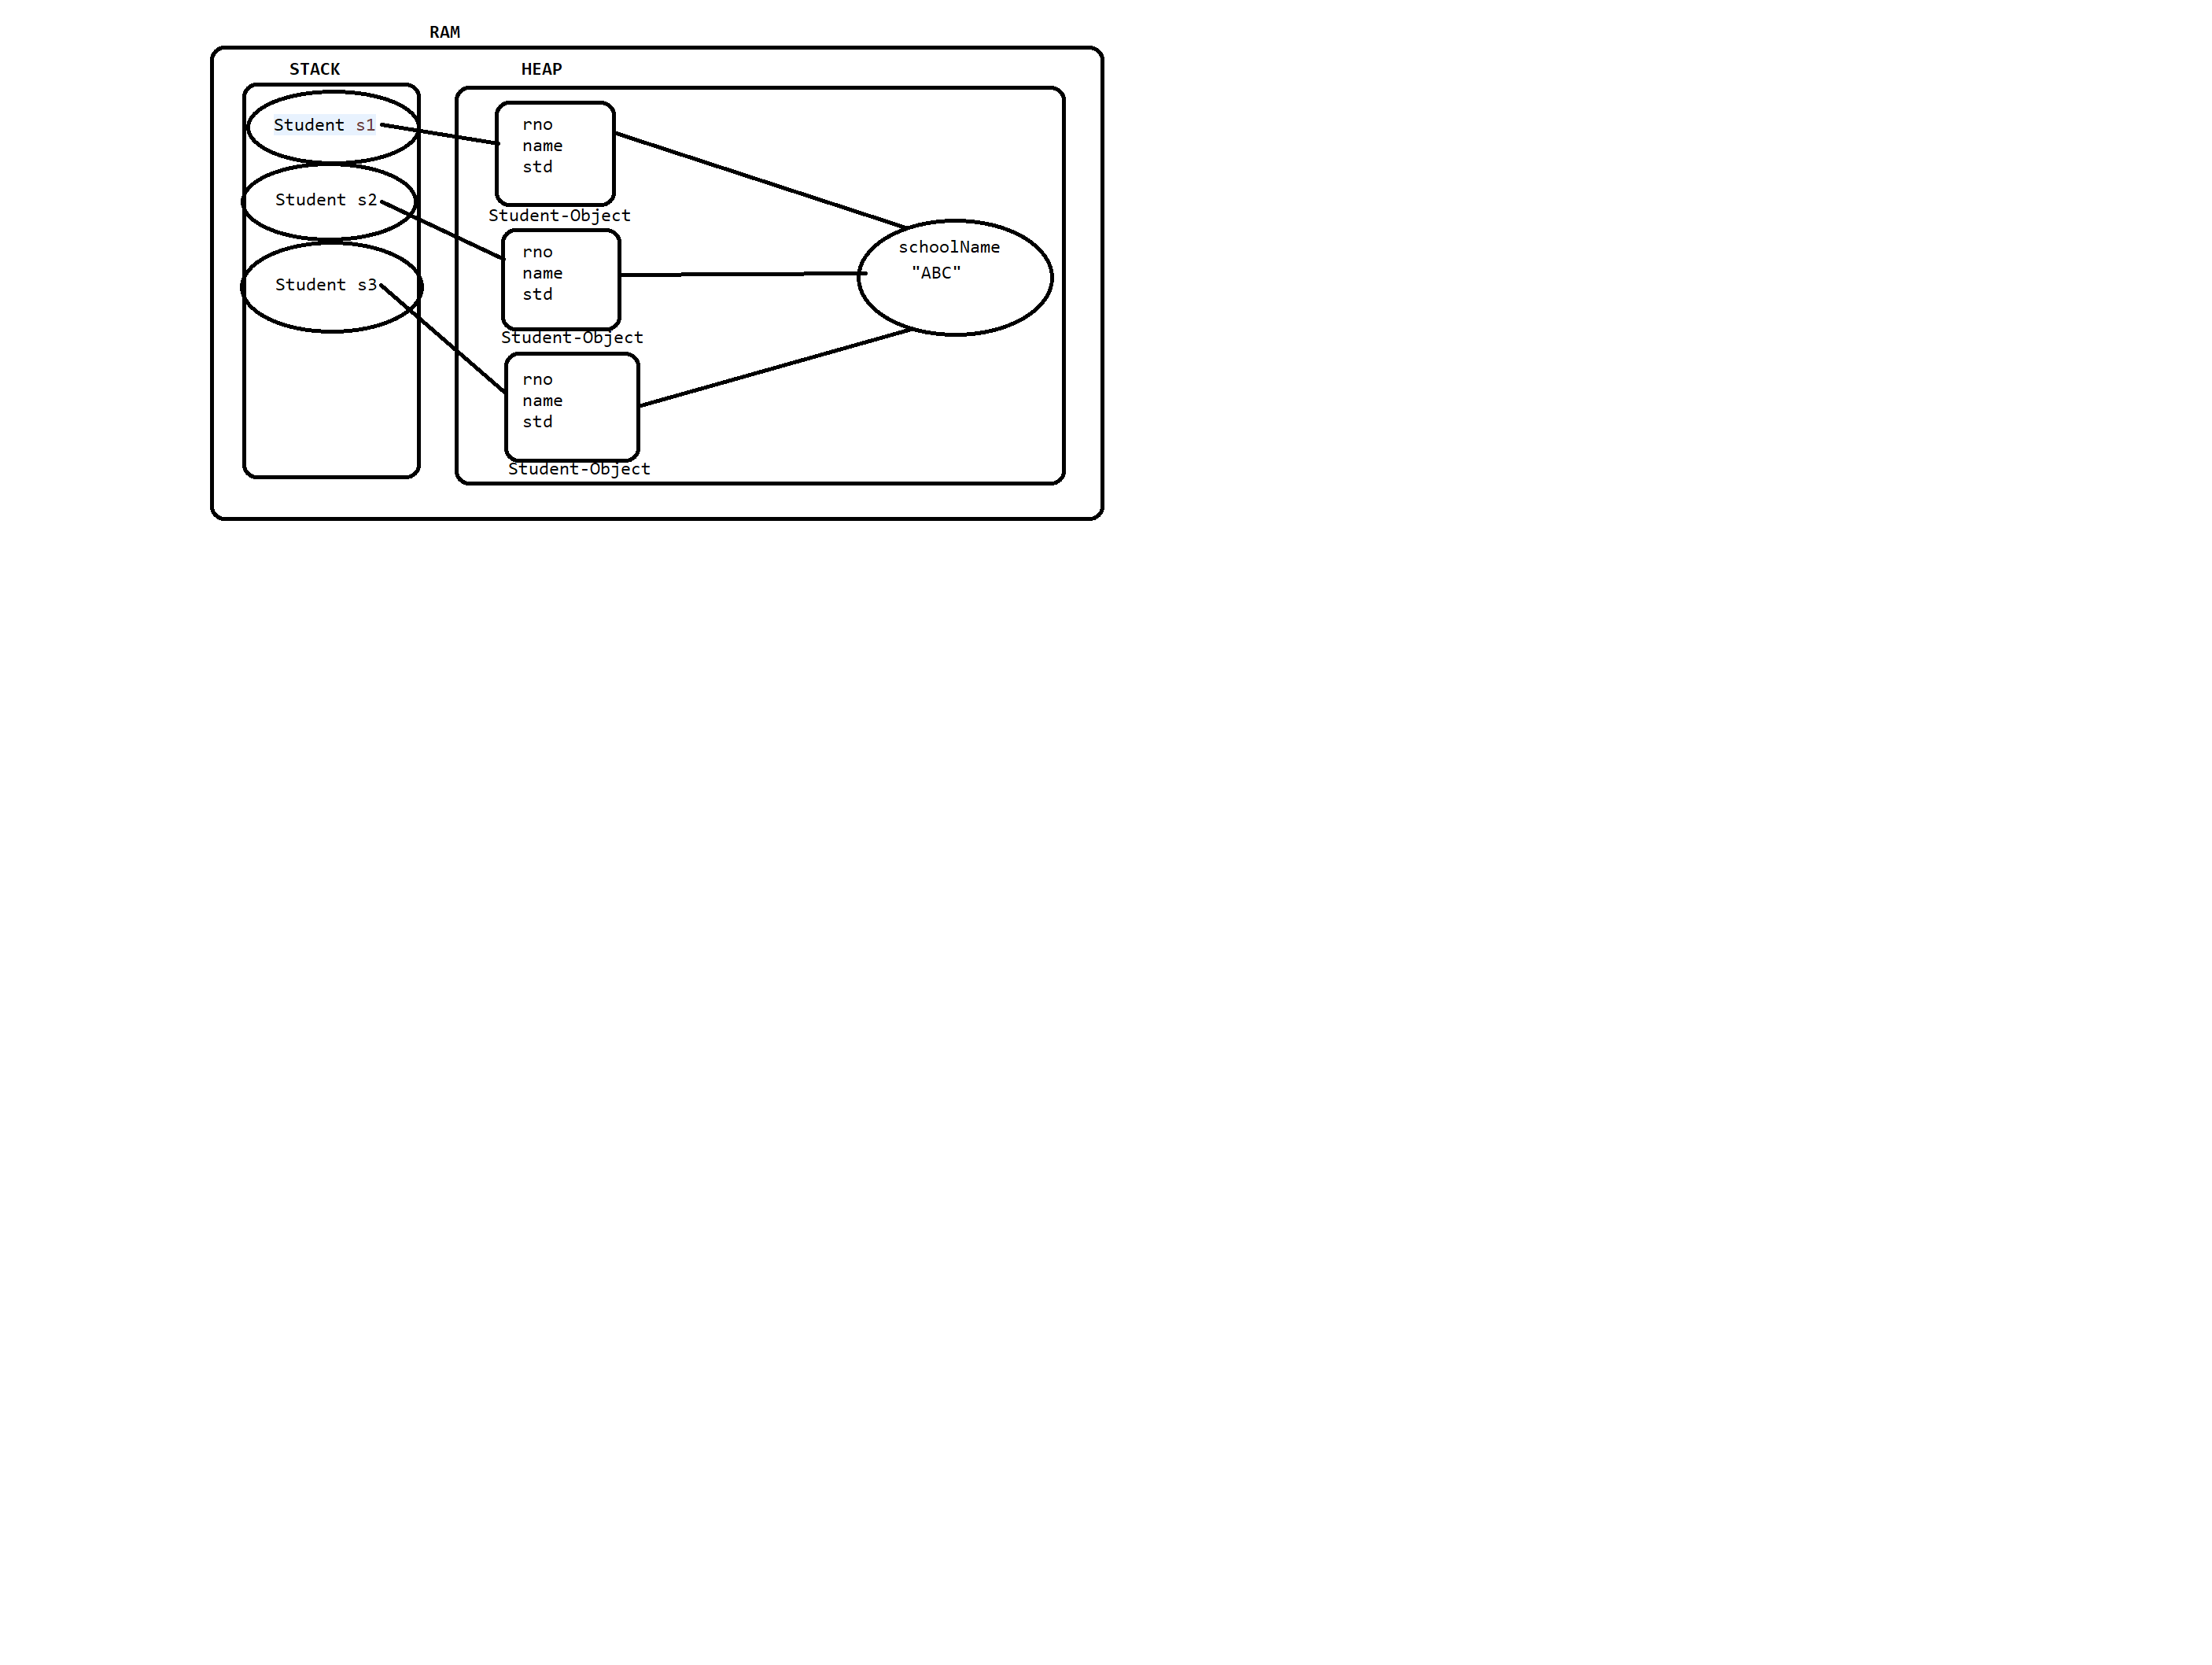 RAM
STACK
HEAP
Student s1
Student s2
Student s3
rno
name
std
Student-Object
rno
name
std
Student-Object
rno
name
std
Student-Object
schoolName
"ABC"